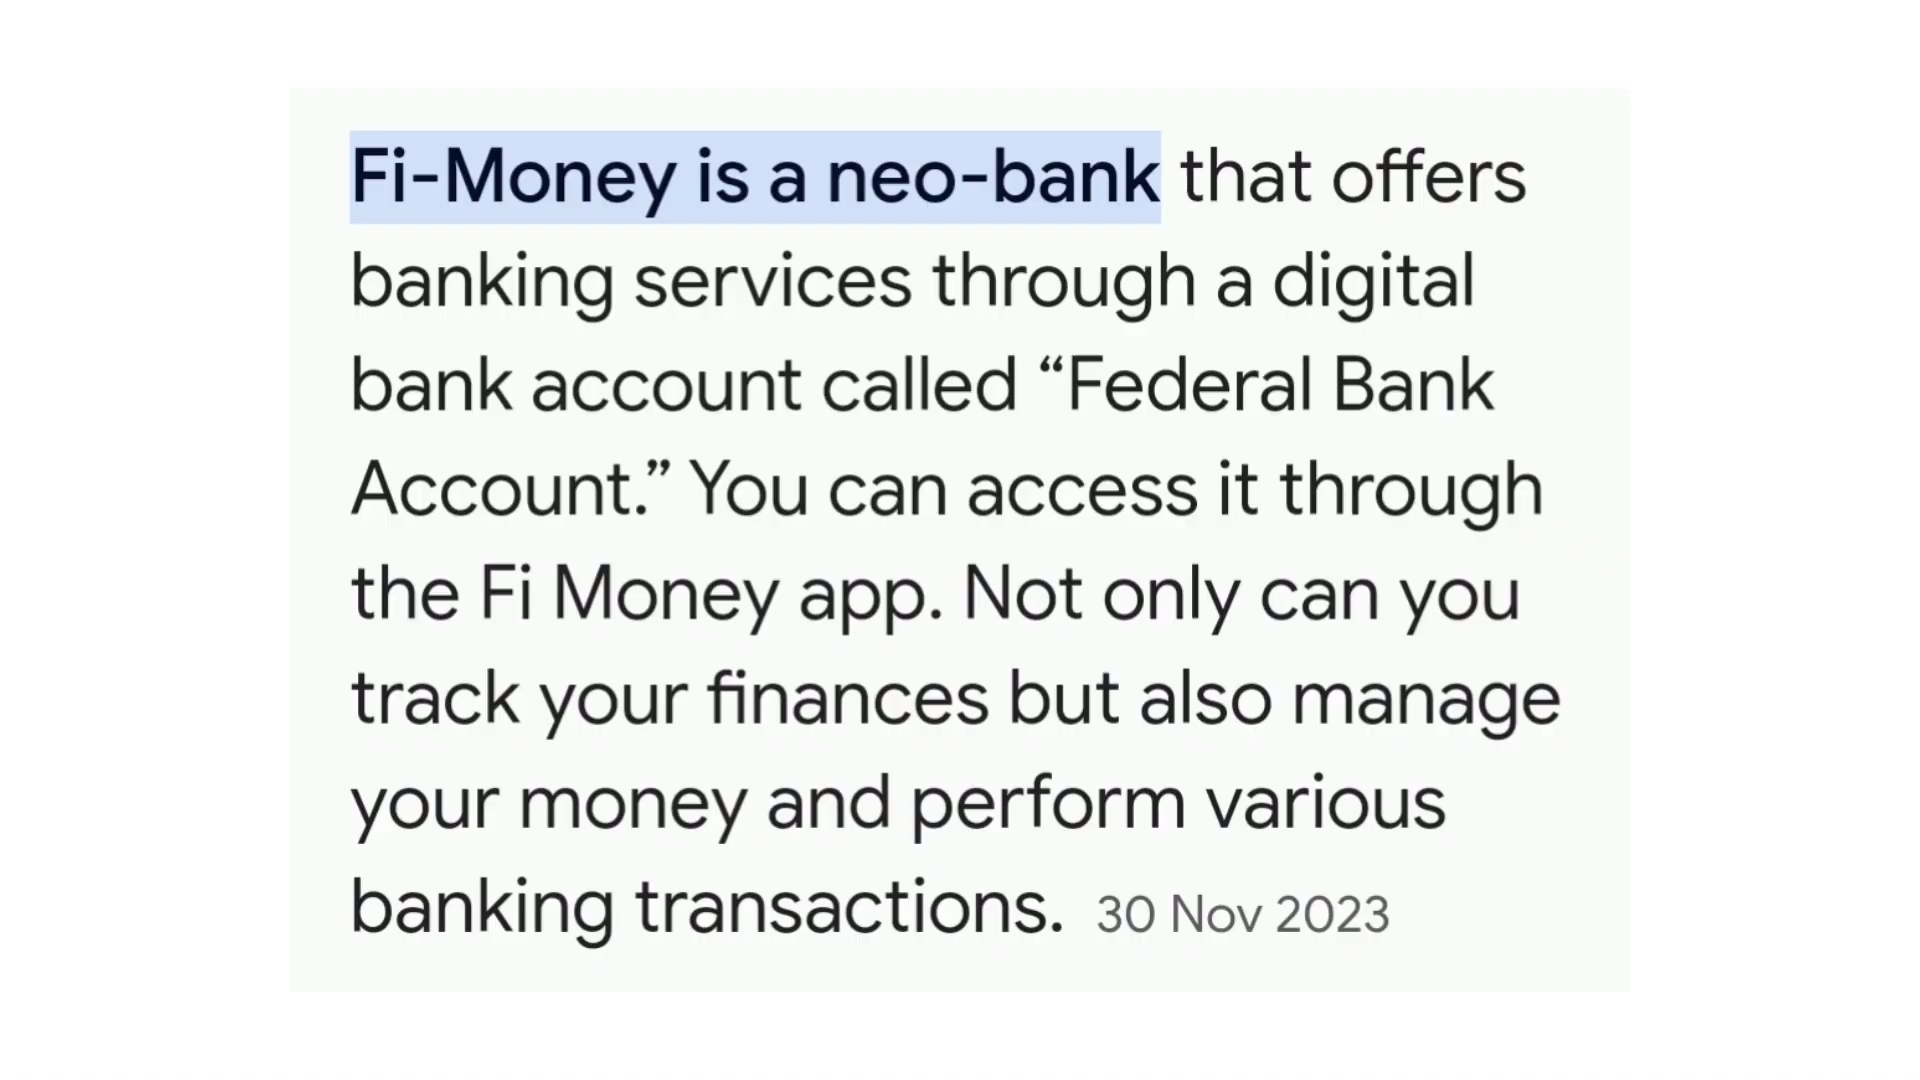 Fi-Money is a neo-bank that offers
banking services through a digital
bank account called “Federal Bank
Account.” You can access it through
the Fi Money app. Not only can you
track your finances but also manage
your money and perform various
banking transactions. 30 Nov 2023